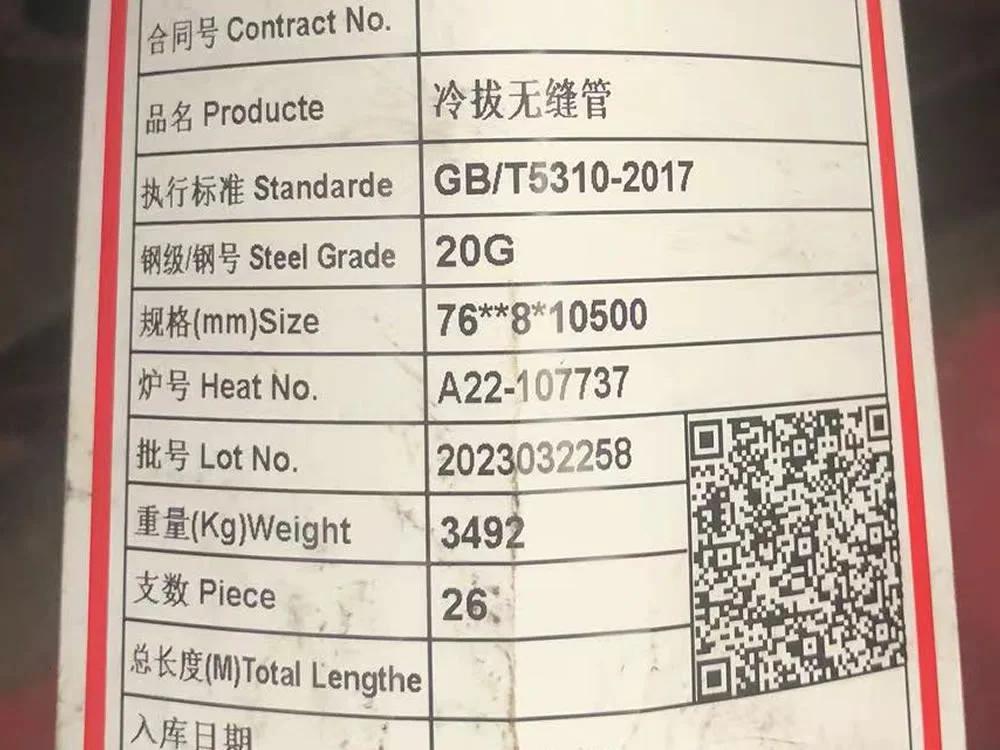 合同号 Contract No.
品名 Producte 冷拔无缝管
执行标准 Standarde GB/T5310-2017
钢级/钢号 Steel Grade 20G
规格(mm)Size 76**8*10500
炉号 Heat No. A22-107737
批号 Lot No. 2023032258
重量(Kg)Weight 3492
支数 Piece 26
总长度(M)Total Lengthe
入库日期